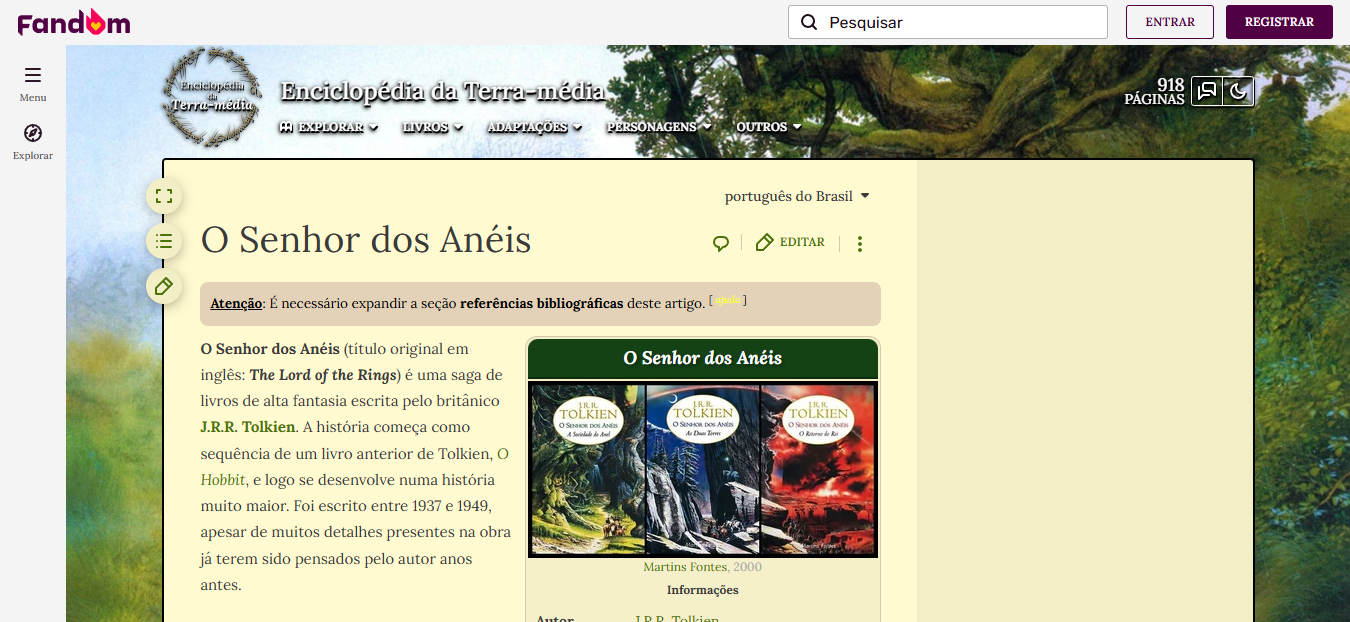 Fandom
Pesquisar
ENTRAR
REGISTRAR
Menu
Explorar
Enciclopédia
da
Terra-média
Enciclopédia da Terra-média
918
PÁGINAS
EXPLORAR
LIVROS
ADAPTAÇÕES
PERSONAGENS
OUTROS
português do Brasil
O Senhor dos Anéis
EDITAR
Atenção: É necessário expandir a seção referências bibliográficas deste artigo. [ajuda]
O Senhor dos Anéis (título original em
inglês: The Lord of the Rings) é uma saga de
livros de alta fantasia escrita pelo britânico
J.R.R. Tolkien. A história começa como
sequência de um livro anterior de Tolkien, O
Hobbit, e logo se desenvolve numa história
muito maior. Foi escrito entre 1937 e 1949,
apesar de muitos detalhes presentes na obra
já terem sido pensados pelo autor anos
antes.
O Senhor dos Anéis
J.R.R.
TOLKIEN
O SENHOR DOS ANÉIS
A Sociedade do Anel
J.R.R.
TOLKIEN
O SENHOR DOS ANÉIS
As Duas Torres
J.R.R.
TOLKIEN
O SENHOR DOS ANÉIS
O Retorno do Rei
Martins Fontes
Martins Fontes
Martins Fontes, 2000
Informações
Autor
J.R.R. Tolkien